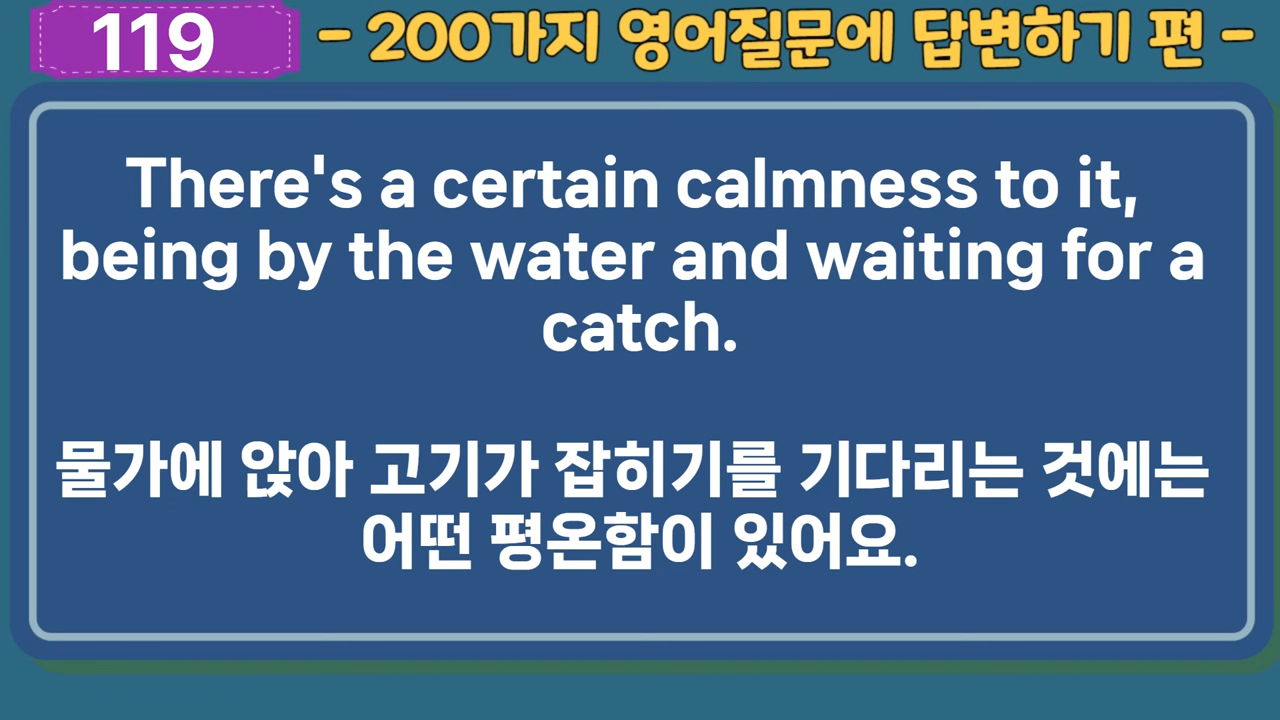 119
- 200가지 영어질문에 답변하기 편 -
There's a certain calmness to it,
being by the water and waiting for a
catch.
물가에 앉아 고기가 잡히기를 기다리는 것에는
어떤 평온함이 있어요.